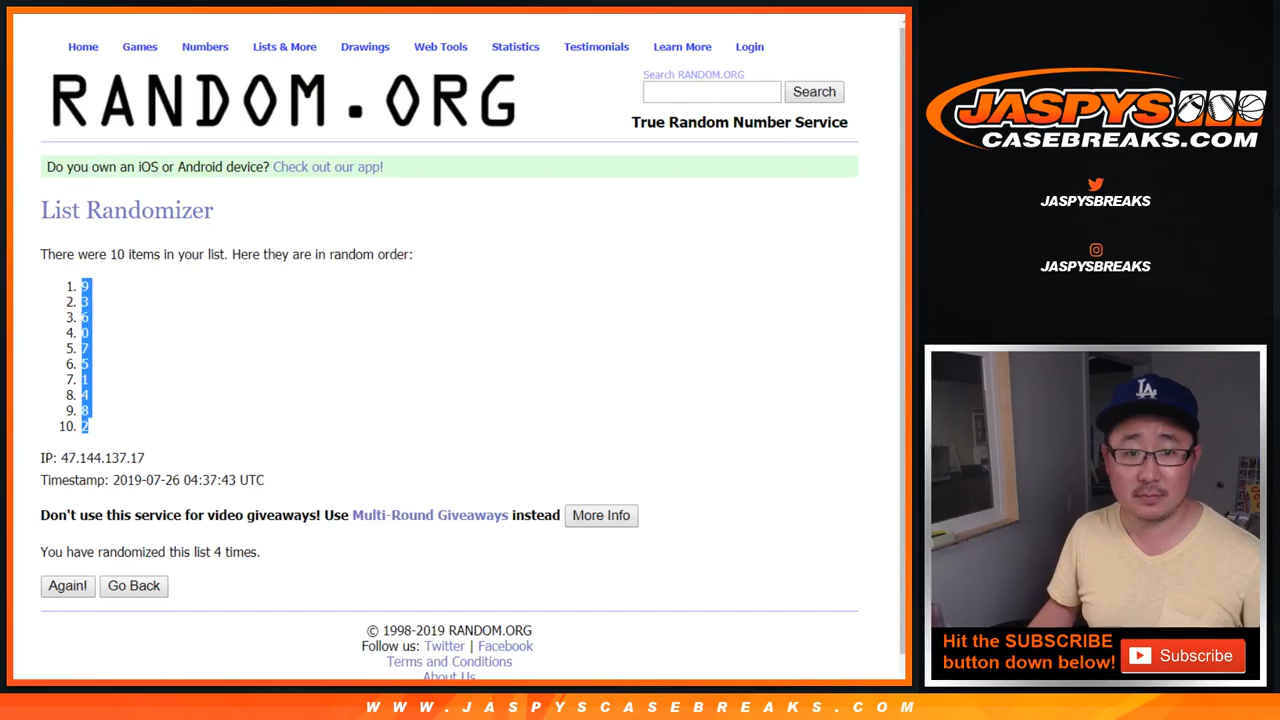 Home Games Numbers Lists & More Drawings Web Tools Statistics Testimonials Learn More Login
RANDOM.ORG
Search RANDOM.ORG
Search
True Random Number Service
Do you own an iOS or Android device? Check out our app!
List Randomizer
There were 10 items in your list. Here they are in random order:
1. 9
2. 3
3. 6
4. 0
5. 7
6. 5
7. 1
8. 4
9. 8
10. 2
IP: 47.144.137.17
Timestamp: 2019-07-26 04:37:43 UTC
Don't use this service for video giveaways! Use Multi-Round Giveaways instead More Info
You have randomized this list 4 times.
Again! Go Back
© 1998-2019 RANDOM.ORG
Follow us: Twitter | Facebook
Terms and Conditions
About Us
JASPYS
CASEBREAKS.COM
JASPYSBREAKS
JASPYSBREAKS
LA
Hit the SUBSCRIBE
button down below!
Subscribe
WWW.JASPYSCASEBREAKS.COM